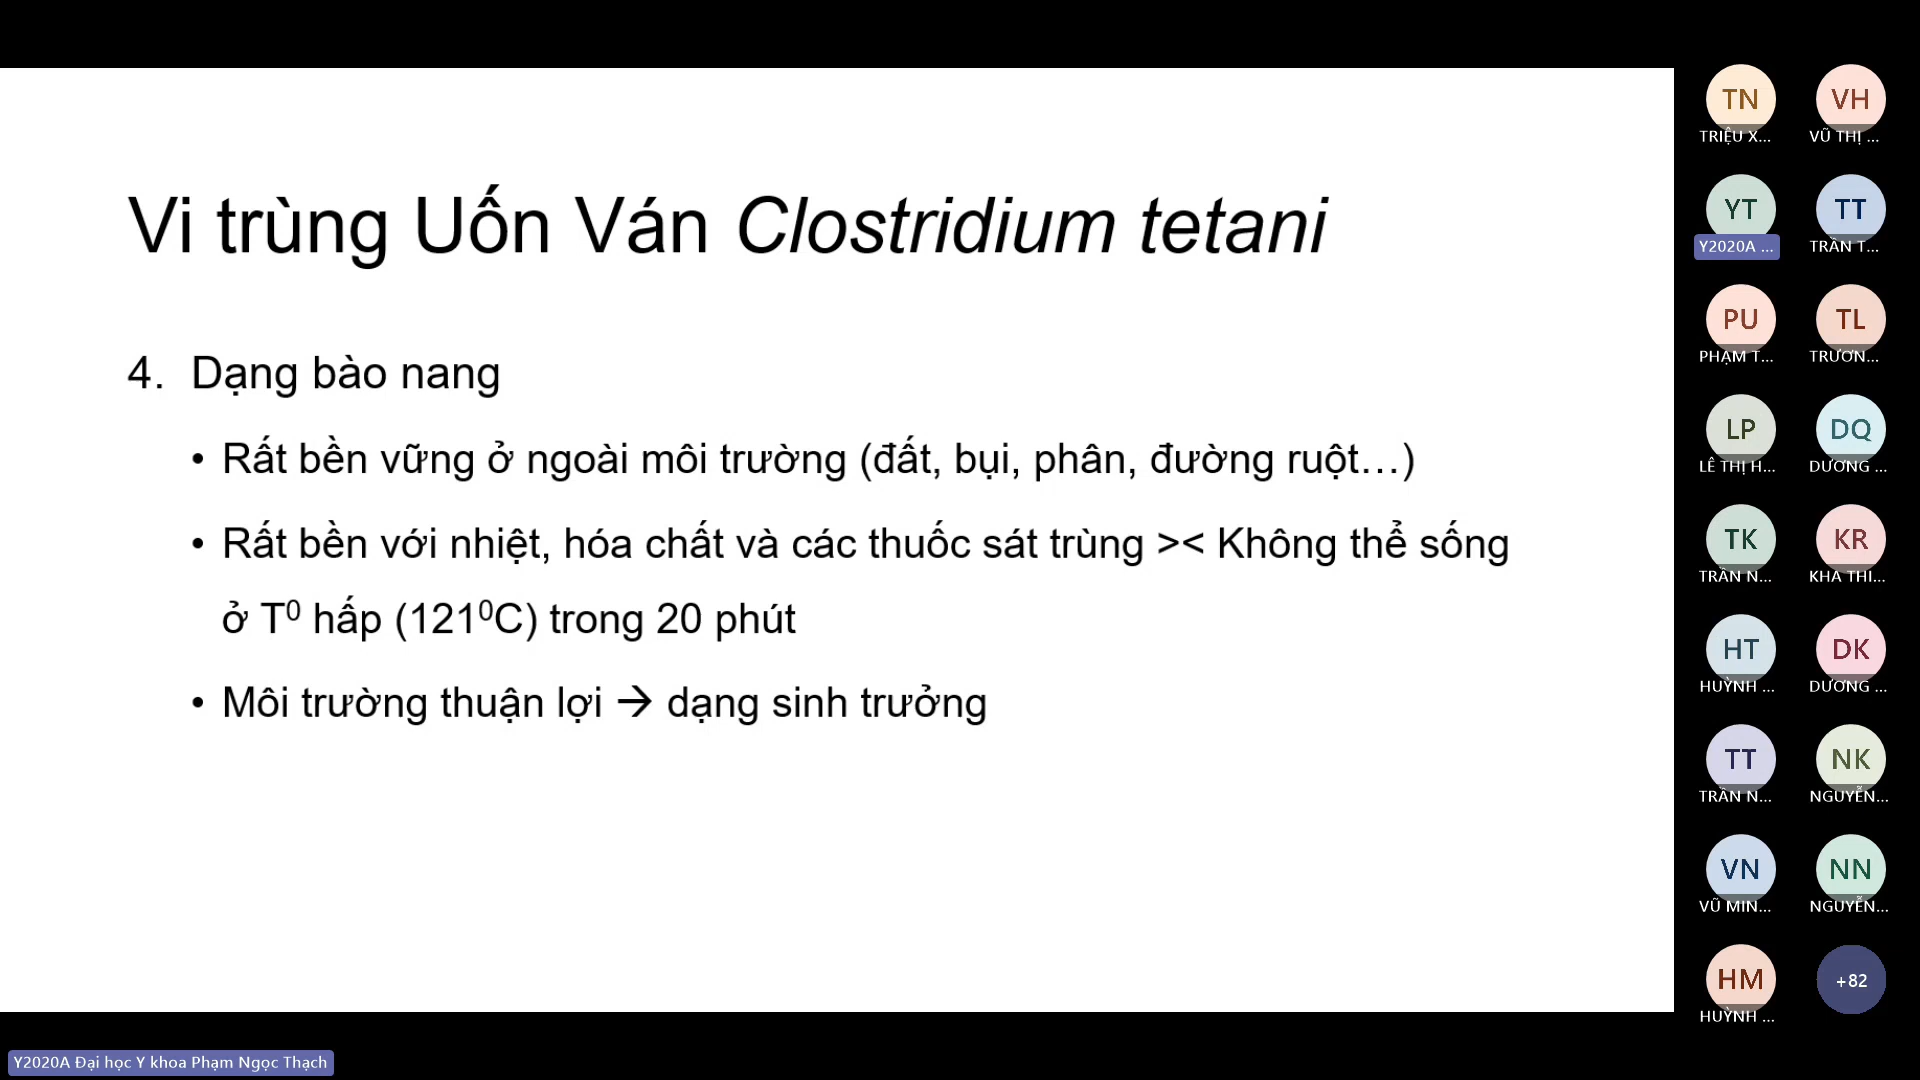 Vi trùng Uốn Ván Clostridium tetani
4. Dạng bào nang
• Rất bền vững ở ngoài môi trường (đất, bụi, phân, đường ruột…)
• Rất bền với nhiệt, hóa chất và các thuốc sát trùng >< Không thể sống
ở T⁰ hấp (121⁰C) trong 20 phút
• Môi trường thuận lợi → dạng sinh trưởng
TN VH
TRIỆU X... VŨ THỊ ...
YT TT
Y2020A ... TRẦN T...
PU TL
PHẠM T... TRƯƠN...
LP DQ
LÊ THỊ H... DƯƠNG ...
TK KR
TRẦN N... KHA THI...
HT DK
HUỲNH ... DƯƠNG ...
TT NK
TRẦN N... NGUYỄN...
VN NN
VŨ MIN... NGUYỄN...
HM +82
HUỲNH ...
Y2020A Đại học Y khoa Phạm Ngọc Thạch